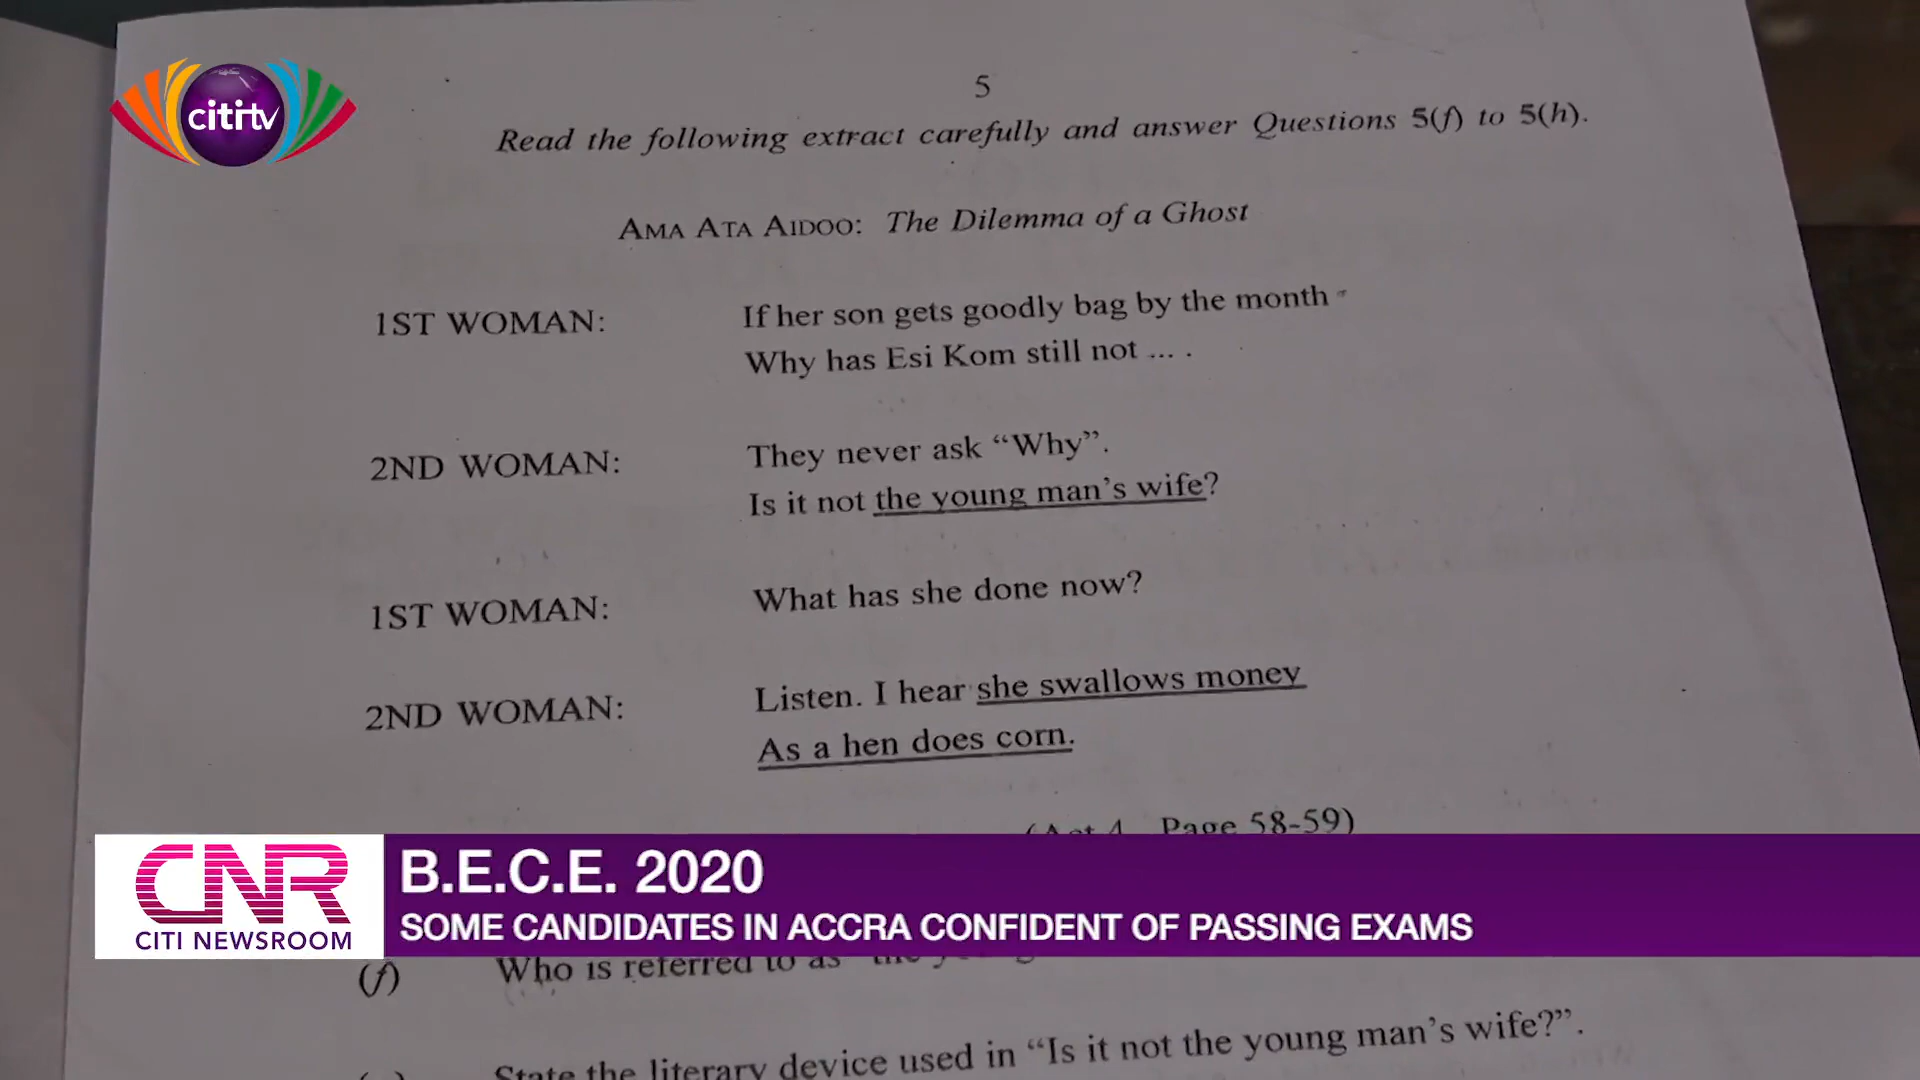 citi tv
5
Read the following extract carefully and answer Questions 5(f) to 5(h).
AMA ATA AIDOO: The Dilemma of a Ghost
1ST WOMAN: If her son gets goodly bag by the month -
Why has Esi Kom still not ... .
2ND WOMAN: They never ask “Why”.
Is it not the young man’s wife?
1ST WOMAN: What has she done now?
2ND WOMAN: Listen. I hear she swallows money
As a hen does corn.
(Act 4 Page 58-59)
CNR
CITI NEWSROOM
B.E.C.E. 2020
SOME CANDIDATES IN ACCRA CONFIDENT OF PASSING EXAMS
(f) Who is referred to as
State the literary device used in “Is it not the young man’s wife?”.